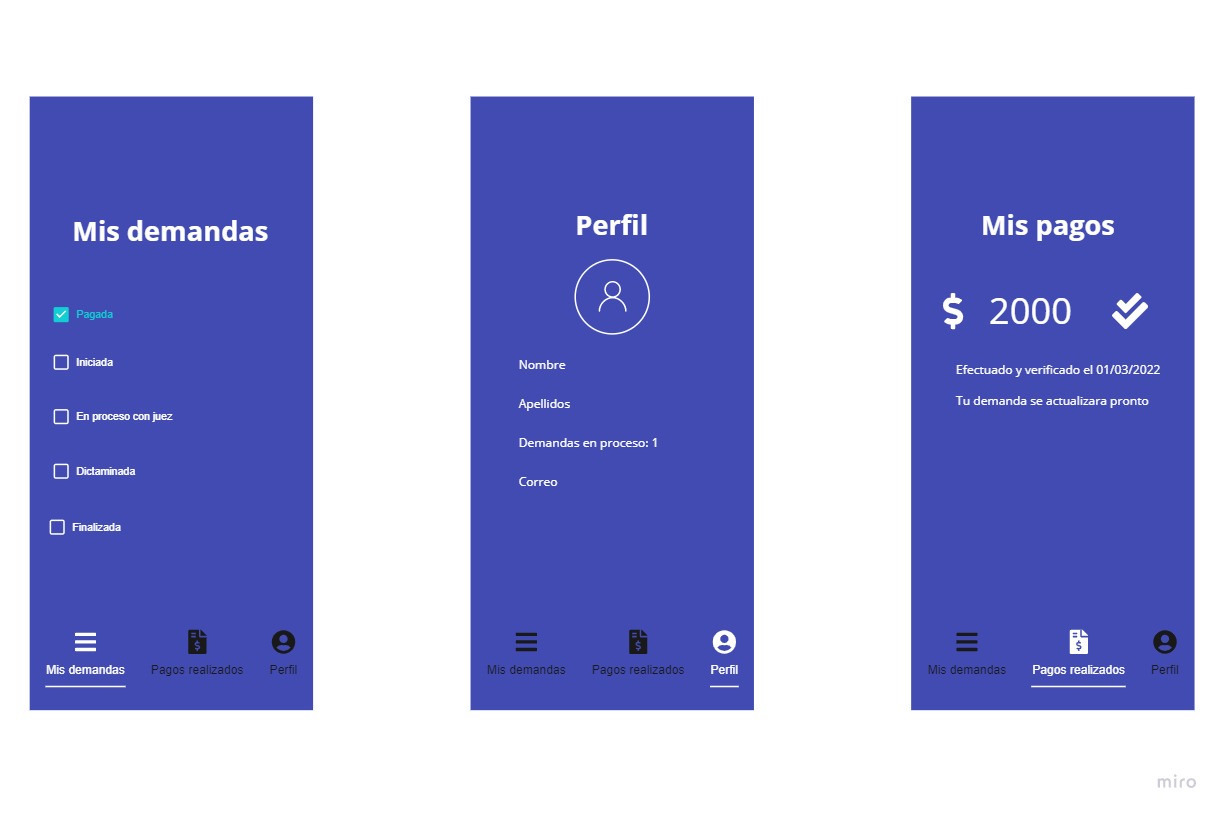 Mis demandas
Pagada
Iniciada
En proceso con juez
Dictaminada
Finalizada
Mis demandas
Pagos realizados
Perfil
Perfil
Nombre
Apellidos
Demandas en proceso: 1
Correo
Mis demandas
Pagos realizados
Perfil
Mis pagos
$ 2000
Efectuado y verificado el 01/03/2022
Tu demanda se actualizara pronto
Mis demandas
Pagos realizados
Perfil
miro